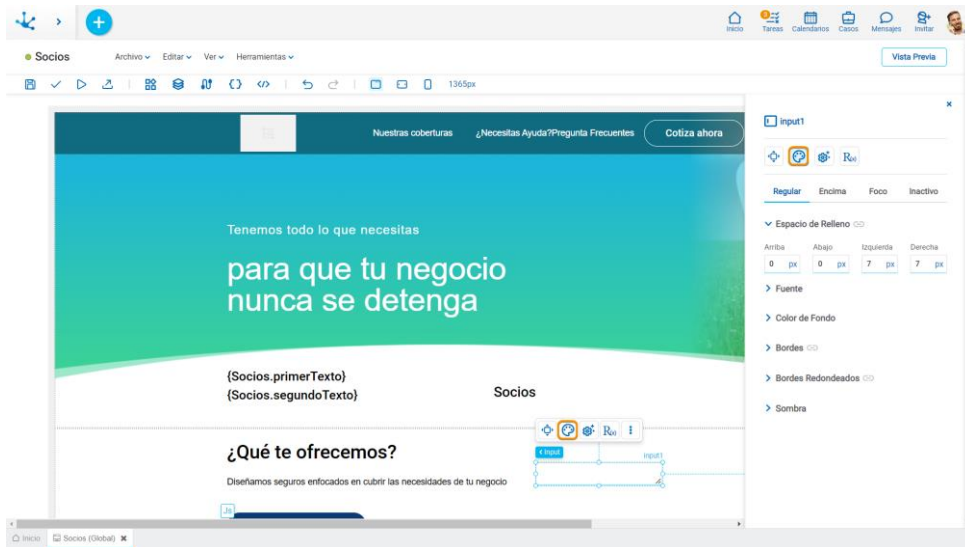 3
Inicio
Tareas
Calendarios
Casos
Mensajes
Invitar
Socios
Archivo
Editar
Ver
Herramientas
Vista Previa
1365px
Nuestras coberturas
¿Necesitas Ayuda?Pregunta Frecuentes
Cotiza ahora
Tenemos todo lo que necesitas
para que tu negocio
nunca se detenga
{Socios.primerTexto}
{Socios.segundoTexto}
Socios
¿Qué te ofrecemos?
Diseñamos seguros enfocados en cubrir las necesidades de tu negocio
Js
R(x)
Input
input1
input1
R(x)
Regular
Encima
Foco
Inactivo
Espacio de Relleno
Arriba
Abajo
Izquierda
Derecha
0 px
0 px
7 px
7 px
Fuente
Color de Fondo
Bordes
Bordes Redondeados
Sombra
Inicio
Socios (Global)